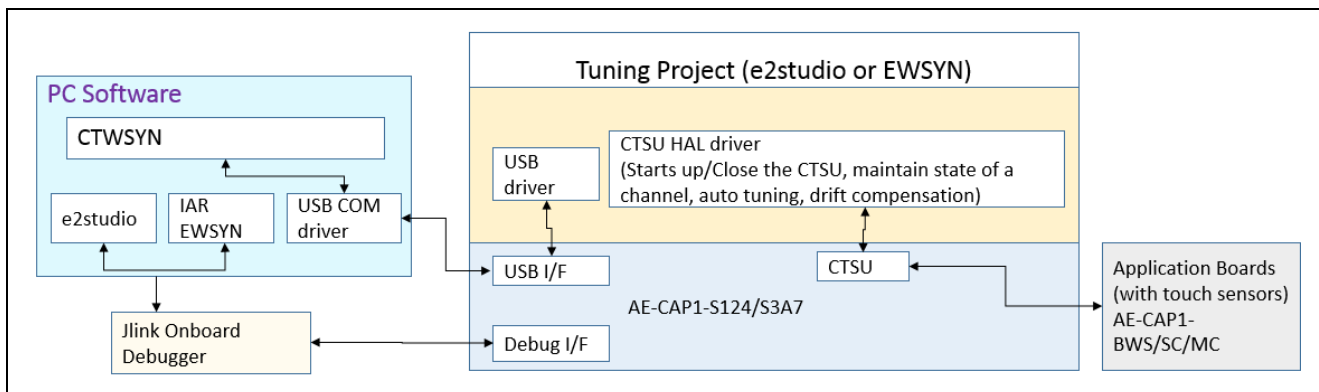 Tuning Project (e2studio or EWSYN)
PC Software
CTWSYN
e2studio
IAR
EWSYN
USB COM
driver
USB
driver
CTSU HAL driver
(Starts up/Close the CTSU, maintain state of a
channel, auto tuning, drift compensation)
USB I/F
CTSU
AE-CAP1-S124/S3A7
Debug I/F
Jlink Onboard
Debugger
Application Boards
(with touch sensors)
AE-CAP1-
BWS/SC/MC